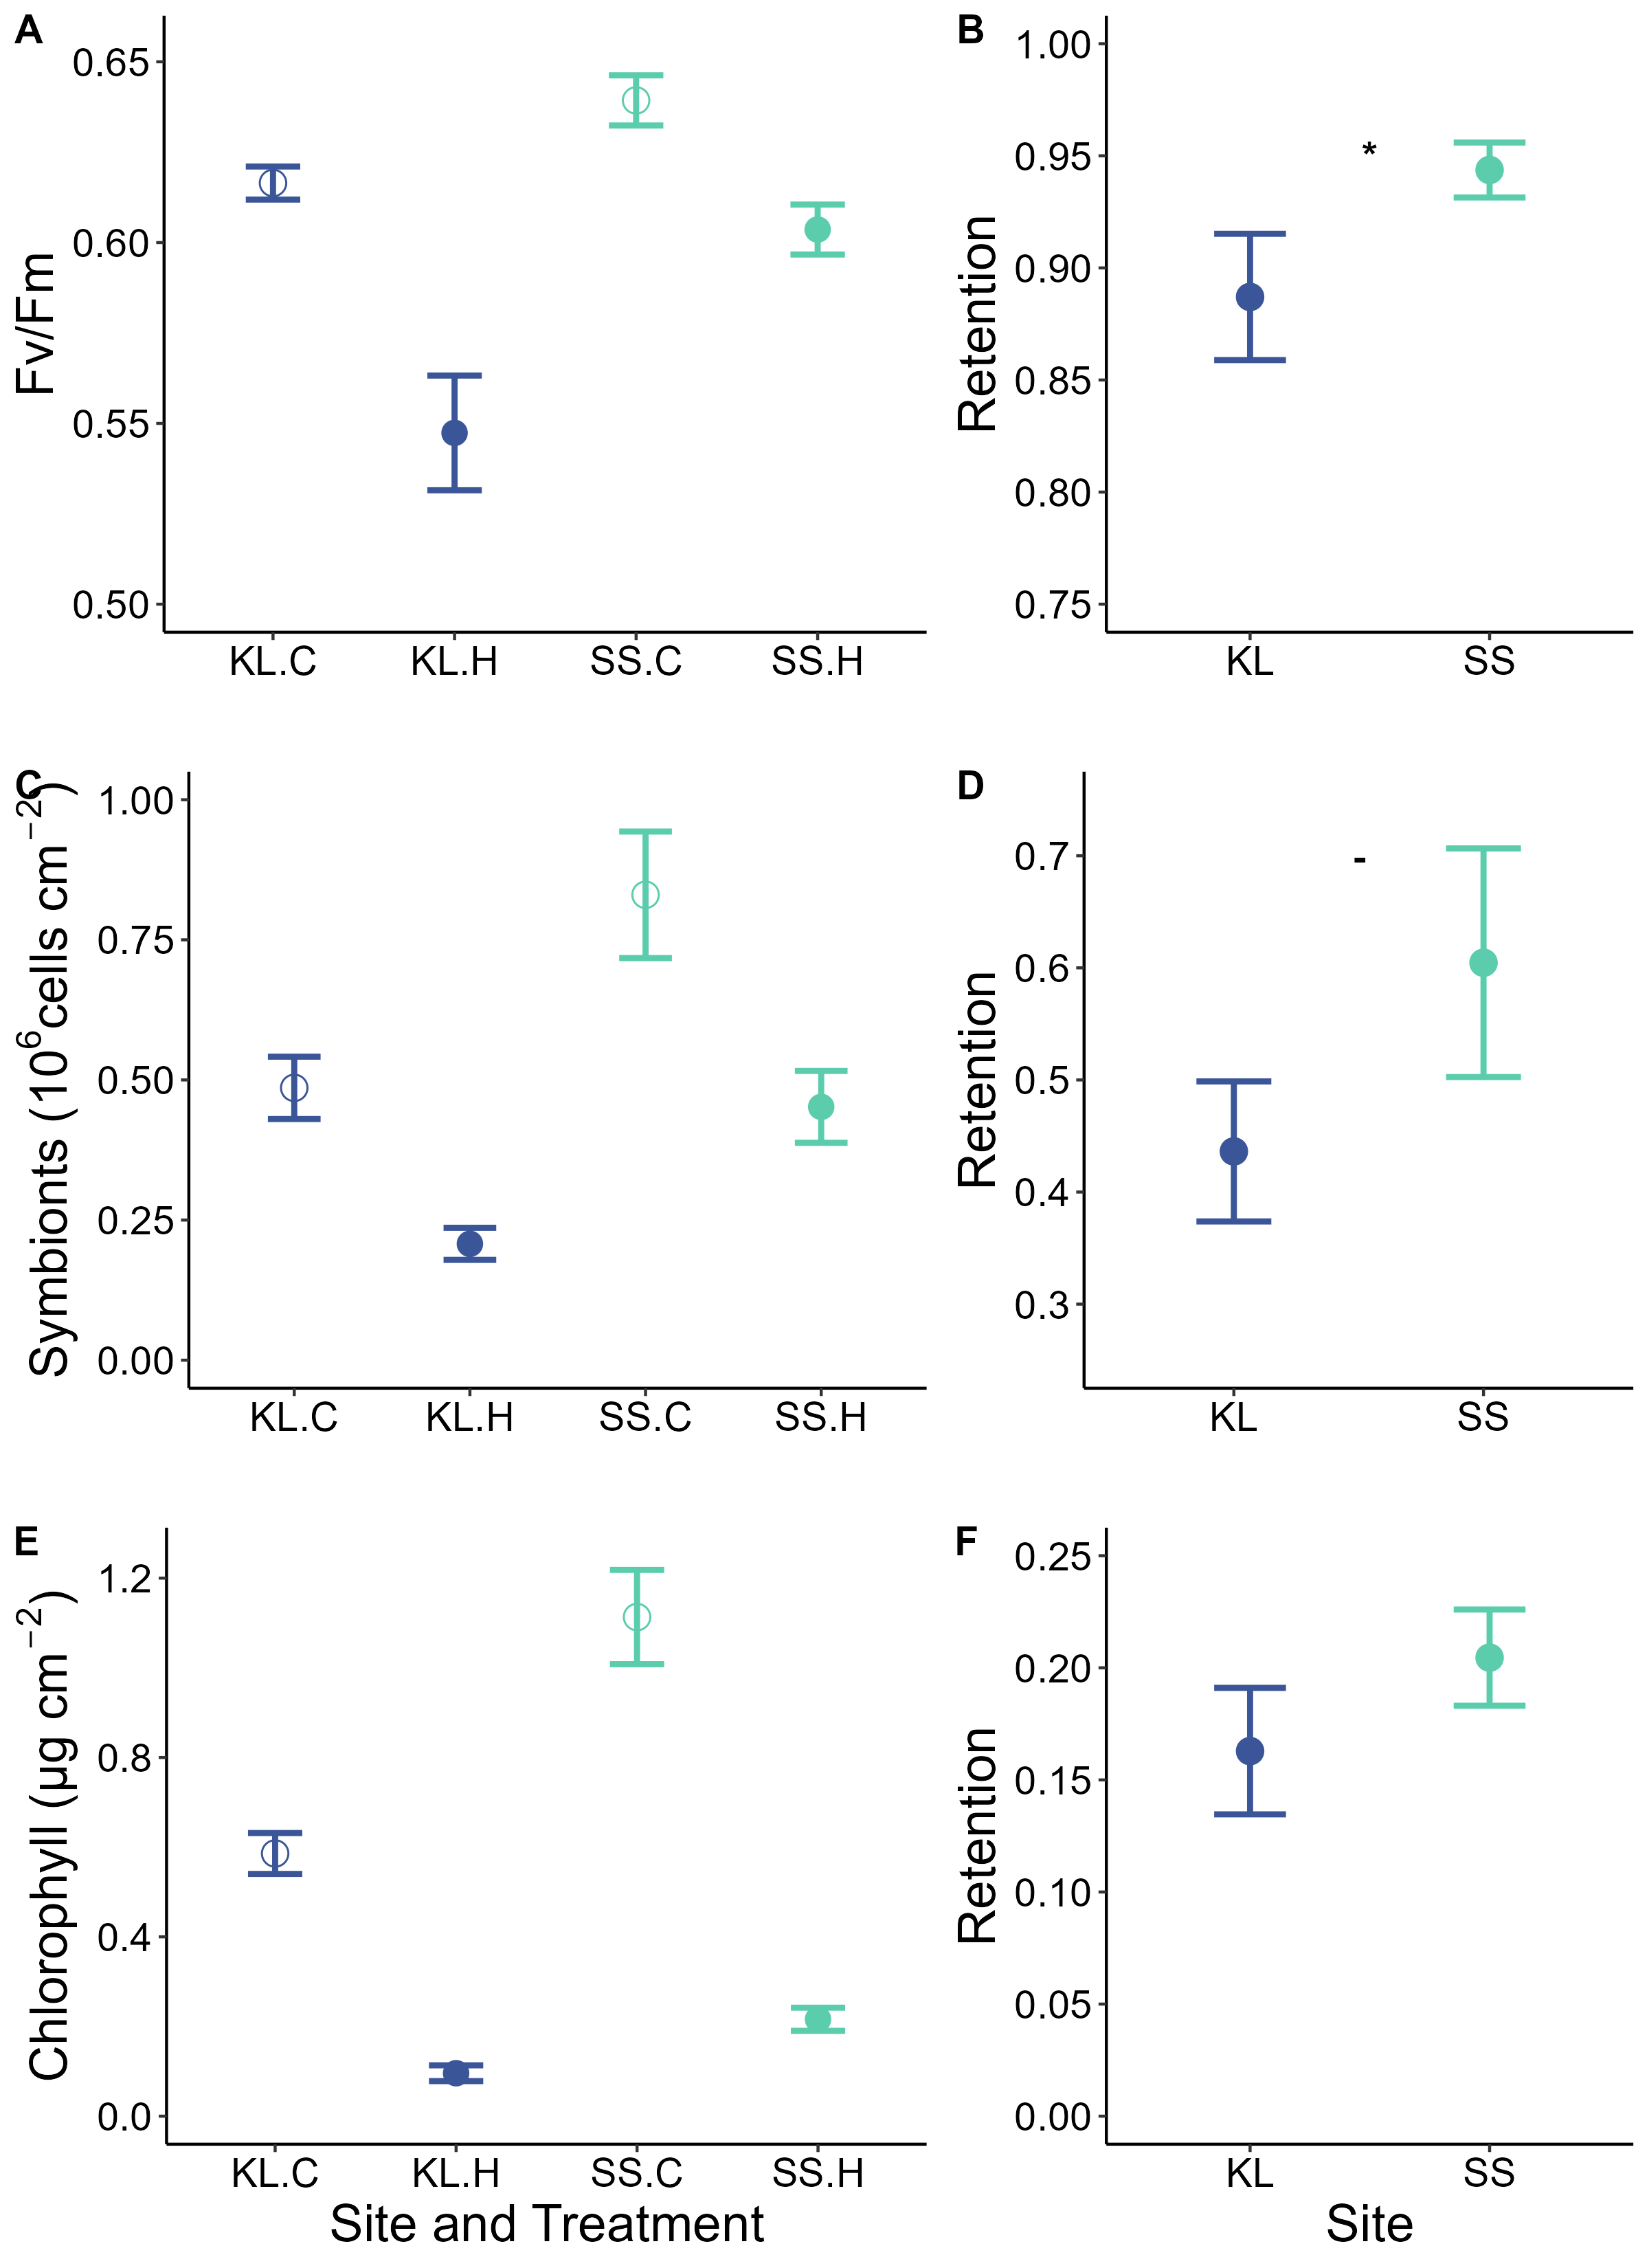 A
0.65
0.60
0.55
0.50
Fv/Fm
KL.C KL.H SS.C SS.H
B
1.00
0.95
0.90
0.85
0.80
0.75
Retention
*
KL SS
C
1.00
0.75
0.50
0.25
0.00
Symbionts (10⁶cells cm⁻²)
KL.C KL.H SS.C SS.H
D
0.7
0.6
0.5
0.4
0.3
Retention
-
KL SS
E
1.2
0.8
0.4
0.0
Chlorophyll (µg cm⁻²)
KL.C KL.H SS.C SS.H
Site and Treatment
F
0.25
0.20
0.15
0.10
0.05
0.00
Retention
KL SS
Site